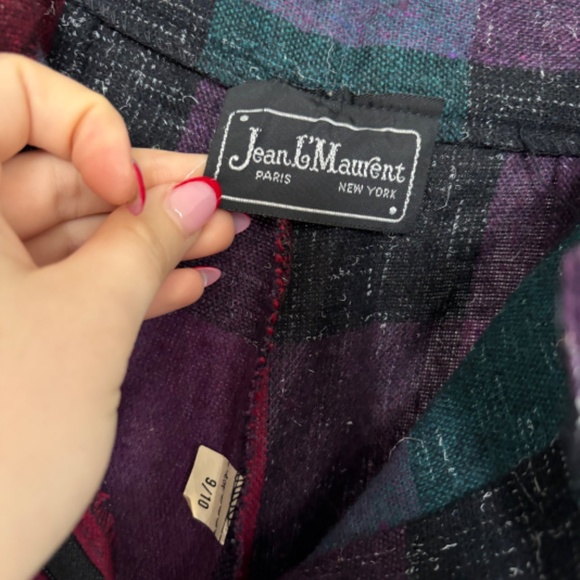 Jean L'Maurent
PARIS NEW YORK
9/10